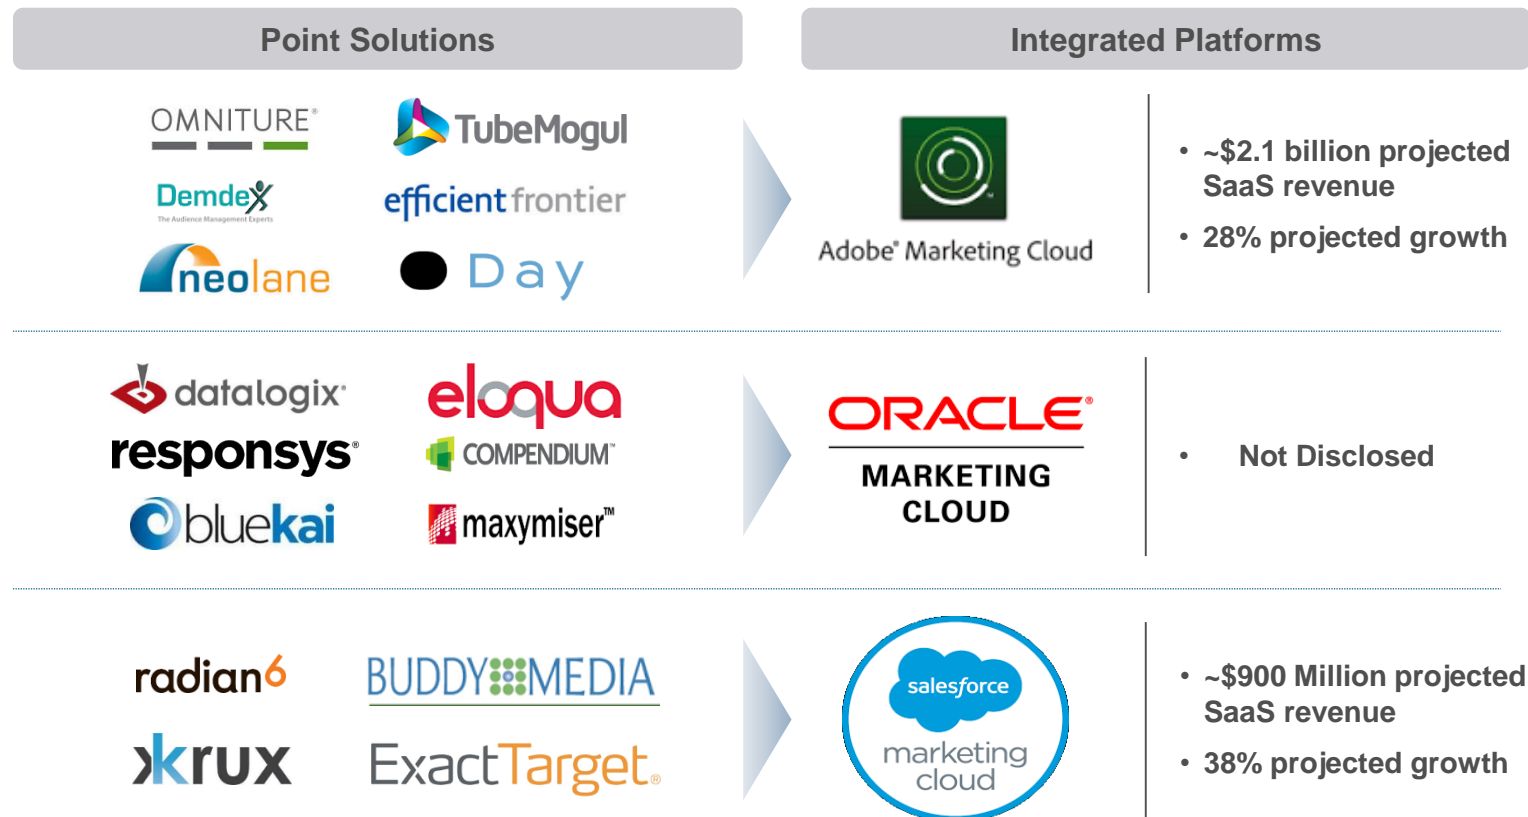 Point Solutions
Integrated Platforms
OMNITURE®
TubeMogul
Demdex
The Audience Management Experts
efficient frontier
neolane
Day
Adobe® Marketing Cloud
• ~$2.1 billion projected
SaaS revenue
• 28% projected growth
datalogix®
eloqua
responsys®
COMPENDIUM™
bluekai
maxymiser™
ORACLE®
MARKETING
CLOUD
• Not Disclosed
radian6
BUDDY MEDIA
krux
ExactTarget®
salesforce
marketing
cloud
• ~$900 Million projected
SaaS revenue
• 38% projected growth